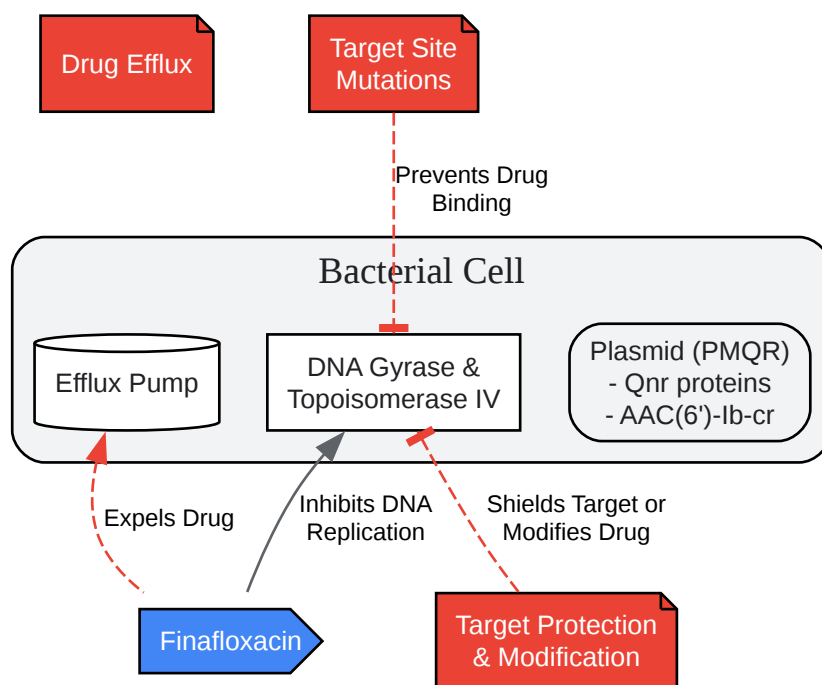 Drug Efflux
Target Site
Mutations
Prevents Drug
Binding
Bacterial Cell
Efflux Pump
DNA Gyrase &
Topoisomerase IV
Plasmid (PMQR)
- Qnr proteins
- AAC(6')-Ib-cr
Expels Drug
Inhibits DNA
Replication
Shields Target or
Modifies Drug
Finafloxacin
Target Protection
& Modification